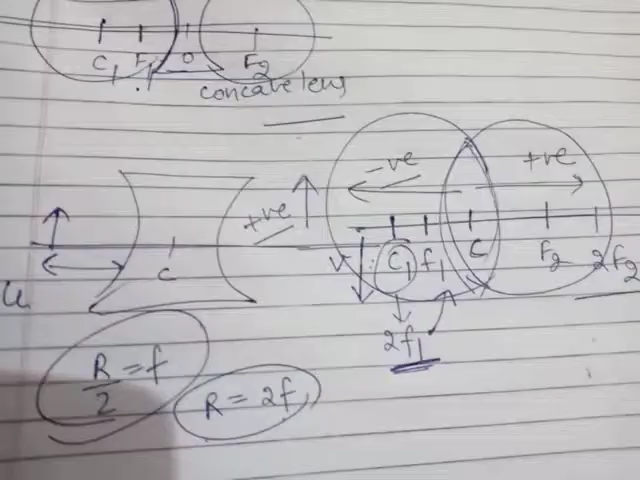 C1 F1 O F2
concave lens
-ve +ve
+ve
C
C1 f1 C F2 2F2
u
2f1
R/2 = f
R = 2f